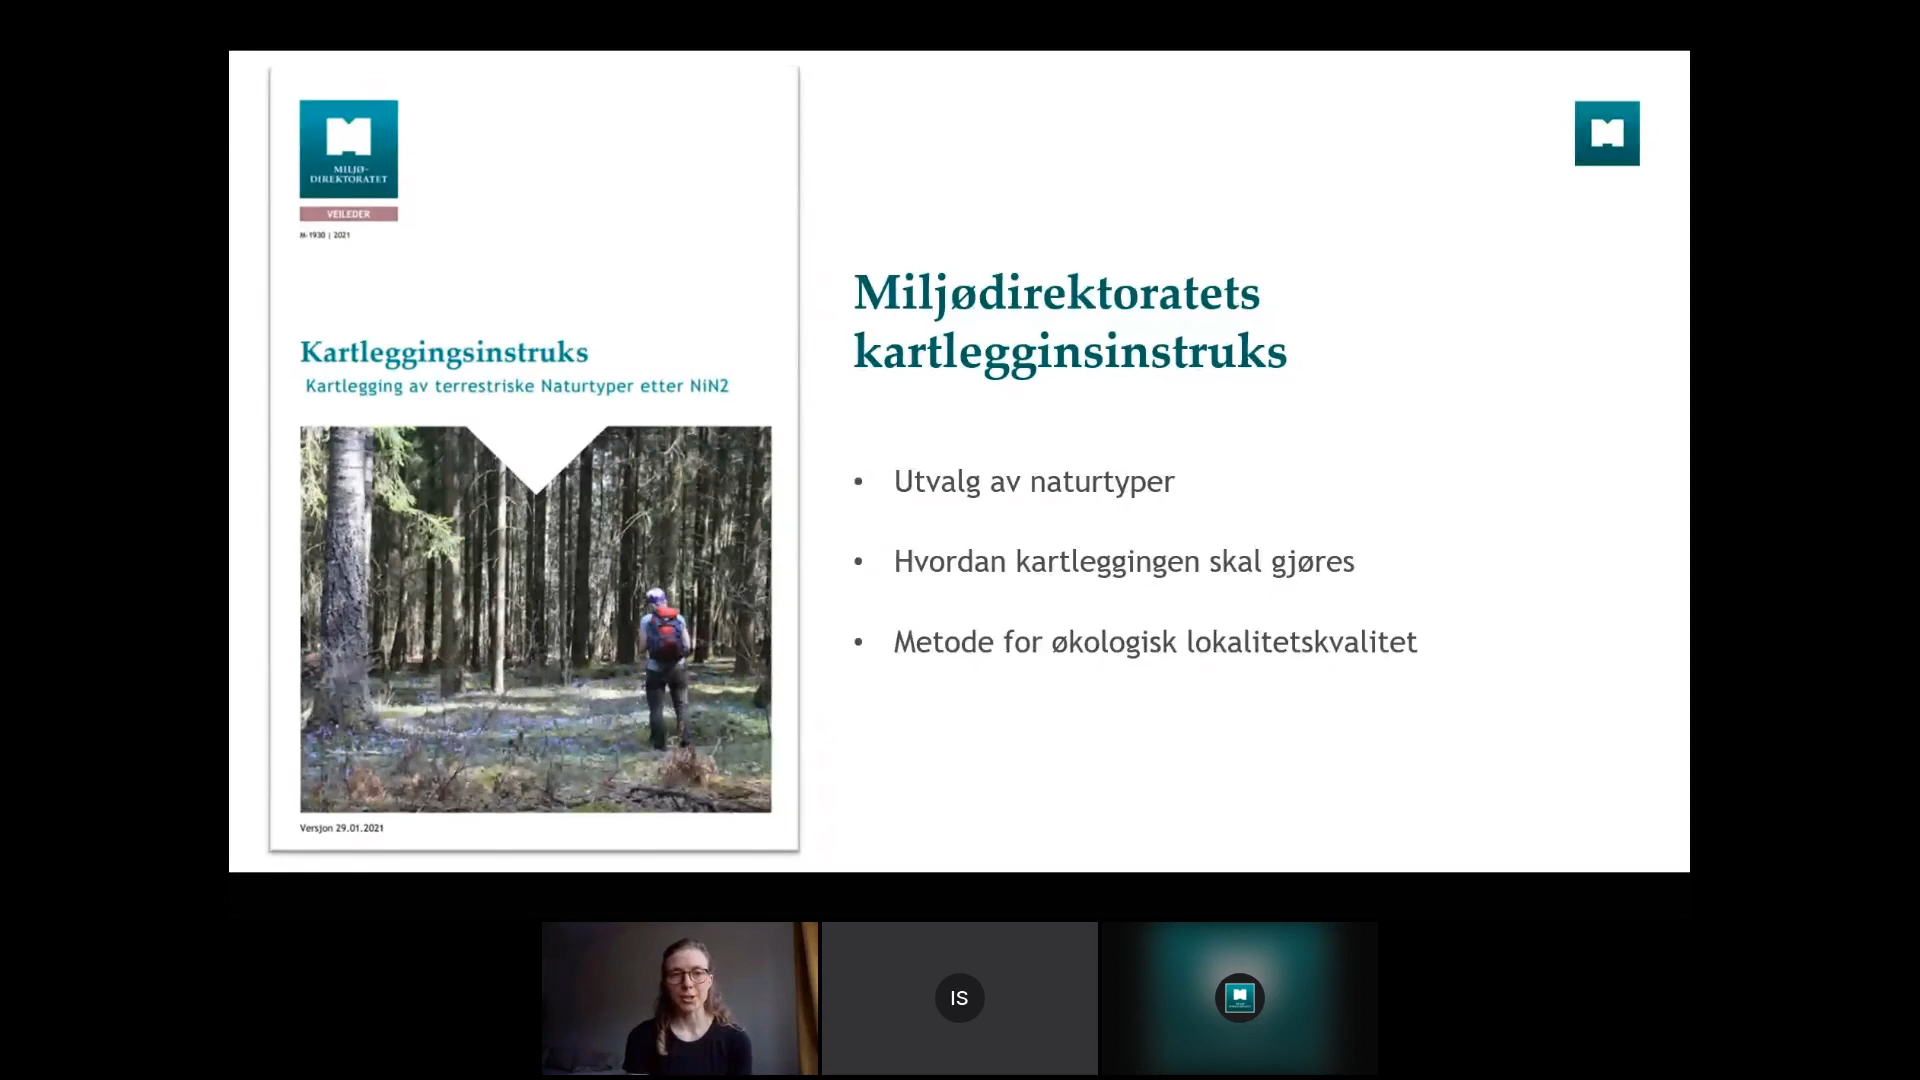 MILJØ-
DIREKTORATET
VEILEDER
M-1930 | 2021
Kartleggingsinstruks
Kartlegging av terrestriske Naturtyper etter NiN2
Versjon 29.01.2021
Miljødirektoratets
kartlegginsinstruks
• Utvalg av naturtyper
• Hvordan kartleggingen skal gjøres
• Metode for økologisk lokalitetskvalitet
IS